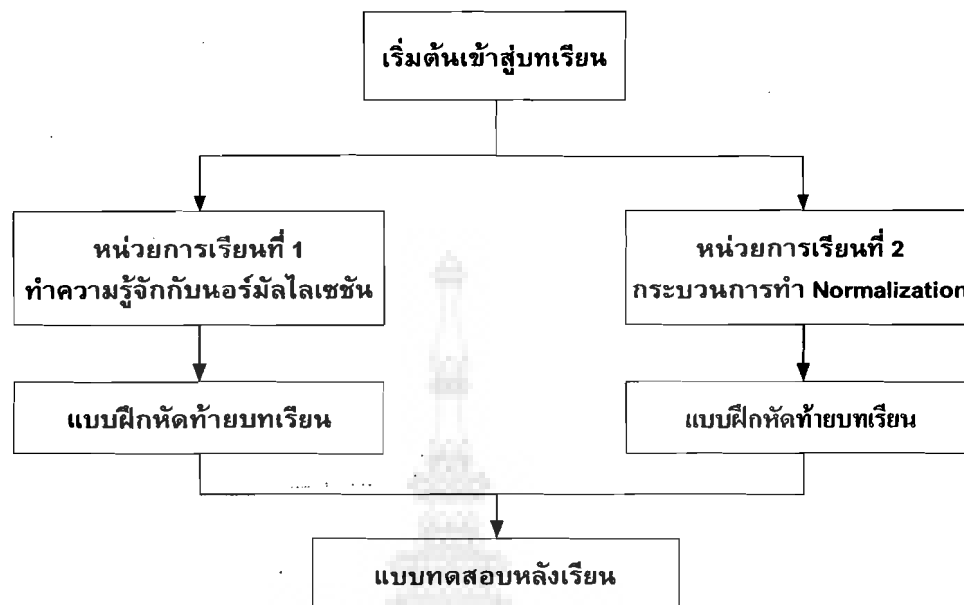 เริ่มต้นเข้าสู่บทเรียน
หน่วยการเรียนที่ 1
ทำความรู้จักกับนอร์มัลไลเซชัน
หน่วยการเรียนที่ 2
กระบวนการทำ Normalization
แบบฝึกหัดท้ายบทเรียน
แบบฝึกหัดท้ายบทเรียน
แบบทดสอบหลังเรียน